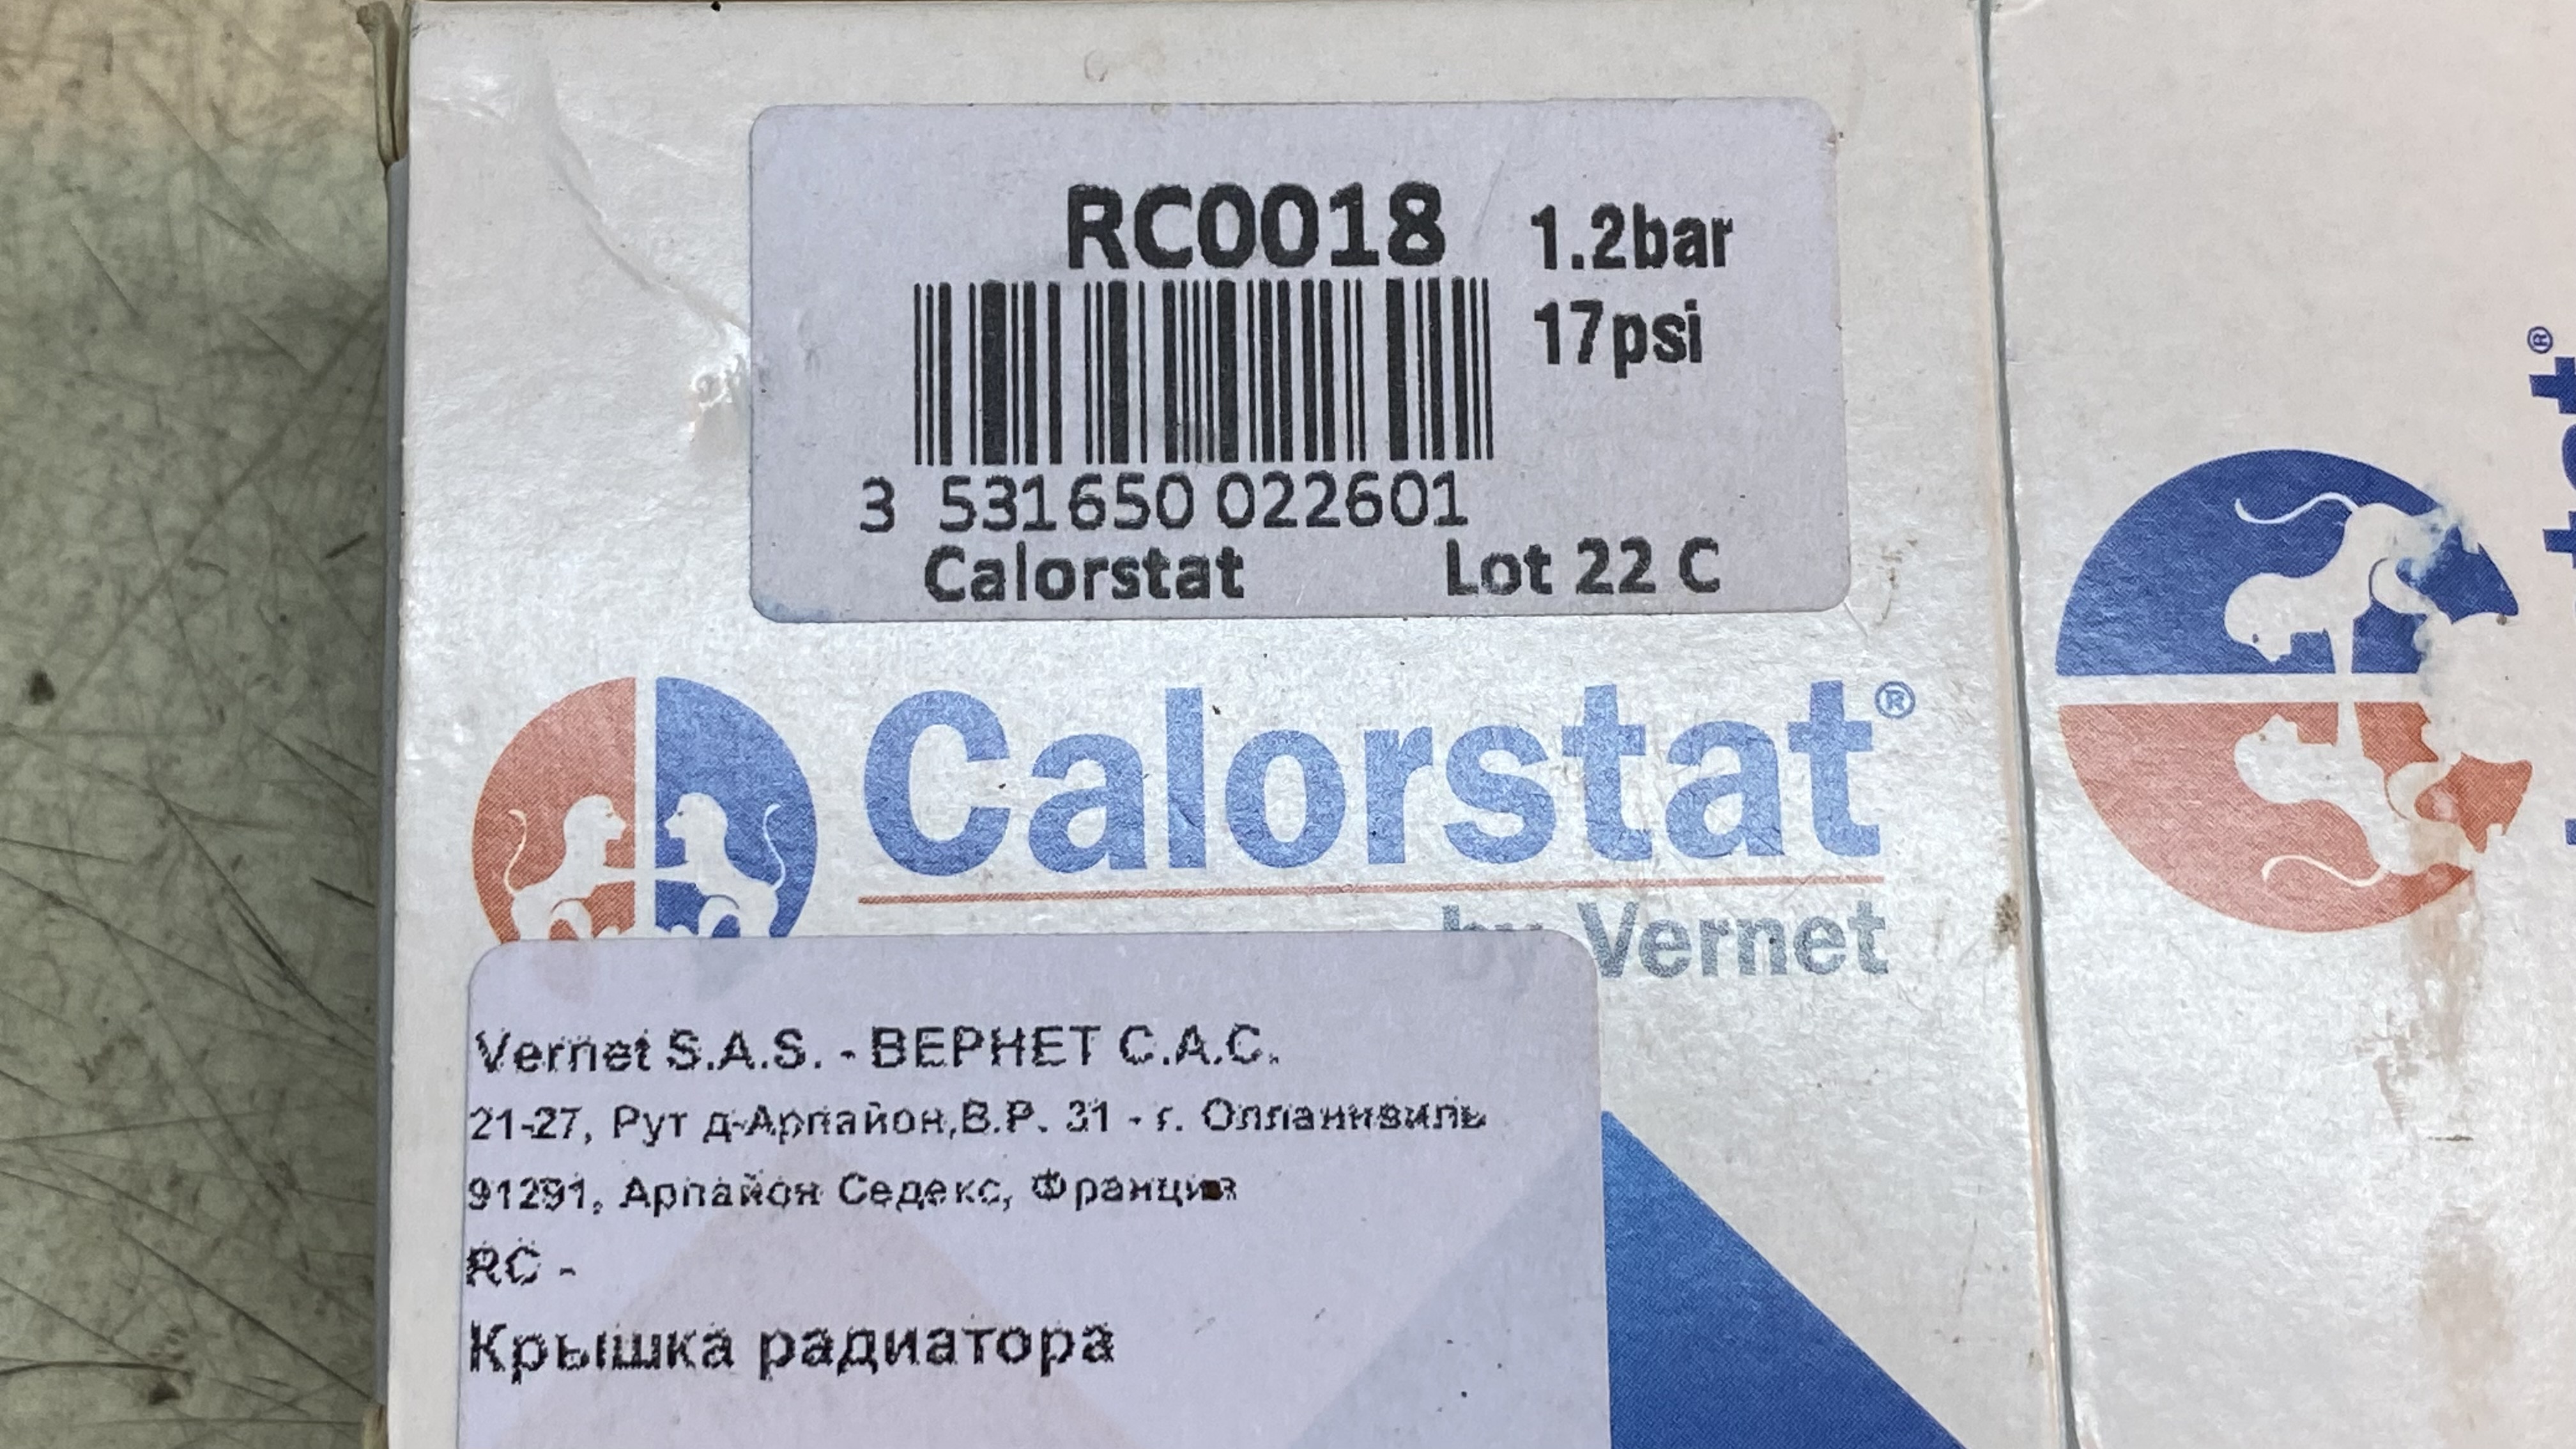 RC0018
1.2bar
17psi
3 531650 022601
Calorstat Lot 22 C
Calorstat®
by Vernet
Vernet S.A.S. - ВЕРНЕТ С.А.С.
21-27, Рут д-Арпайон,В.Р. 31 - г. Олланивиль
91291, Арпайон Седекс, Франция
RC -
Крышка радиатора
®